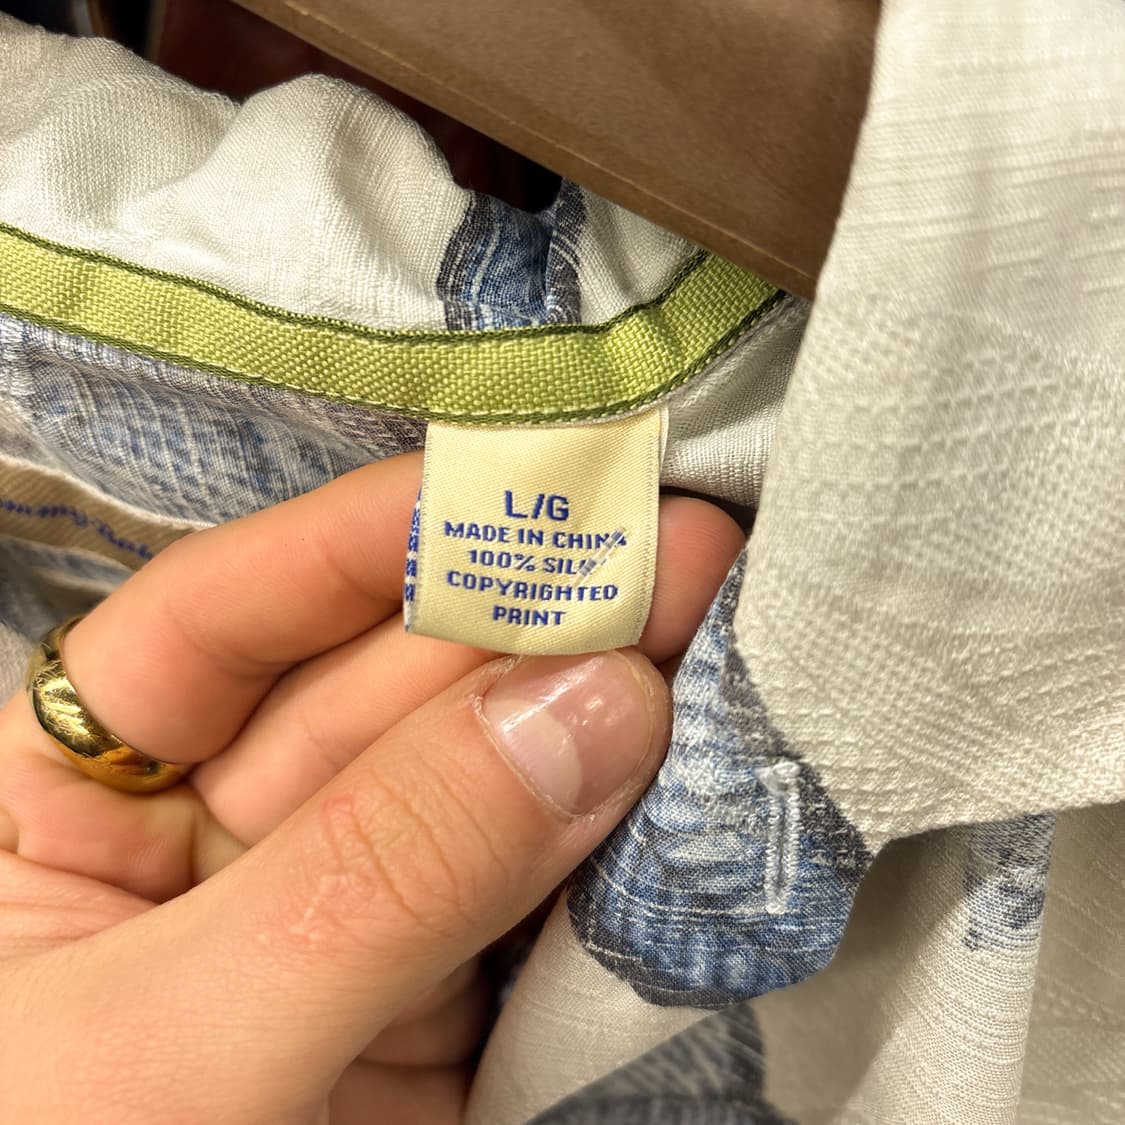 L/G
MADE IN CHINA
100% SILK
COPYRIGHTED
PRINT